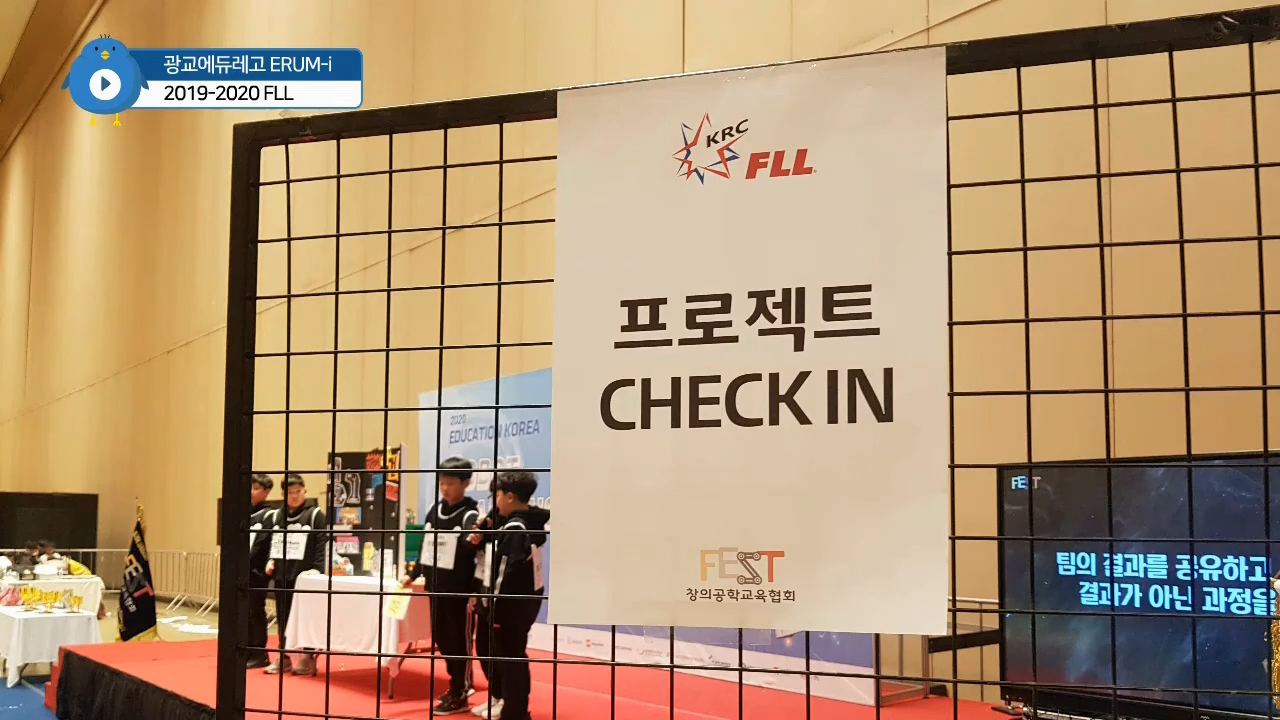 광교에듀레고 ERUM-i
2019-2020 FLL
KRC
FLL
프로젝트
CHECK IN
FEST
창의공학교육협회
2020
EDUCATION KOREA
FEST
팀의 결과를 공유하고
결과가 아닌 과정을